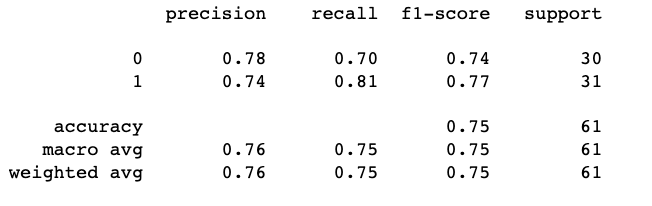 precision recall f1-score support
0 0.78 0.70 0.74 30
1 0.74 0.81 0.77 31
accuracy 0.75 61
macro avg 0.76 0.75 0.75 61
weighted avg 0.76 0.75 0.75 61